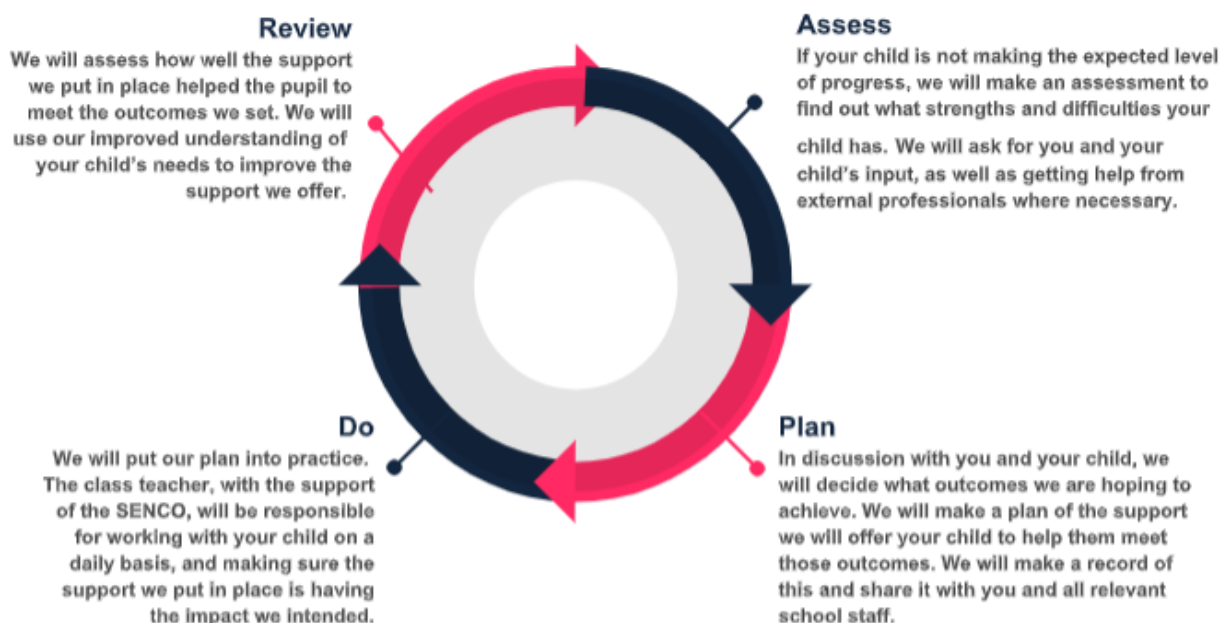 Review
We will assess how well the support
we put in place helped the pupil to
meet the outcomes we set. We will
use our improved understanding of
your child's needs to improve the
support we offer.
Assess
If your child is not making the expected level
of progress, we will make an assessment to
find out what strengths and difficulties your
child has. We will ask for you and your
child's input, as well as getting help from
external professionals where necessary.
Do
We will put our plan into practice.
The class teacher, with the support
of the SENCO, will be responsible
for working with your child on a
daily basis, and making sure the
support we put in place is having
the impact we intended.
Plan
In discussion with you and your child, we
will decide what outcomes we are hoping to
achieve. We will make a plan of the support
we will offer your child to help them meet
those outcomes. We will make a record of
this and share it with you and all relevant
school staff.